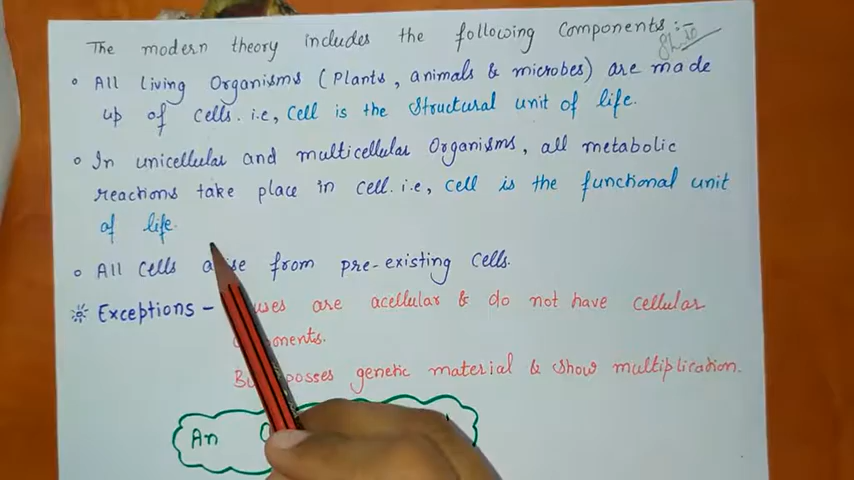 The modern theory includes the following Components:-
All living Organisms (Plants, animals & microbes) are made
up of cells. i.e, Cell is the Structural unit of life.
In unicellular and multicellular Organisms, all metabolic
reactions take place in cell. i.e, cell is the functional unit
of life.
All cells arise from pre-existing cells.
Exceptions - are acellular & do not have cellular
posses genetic material & show multiplication.
An